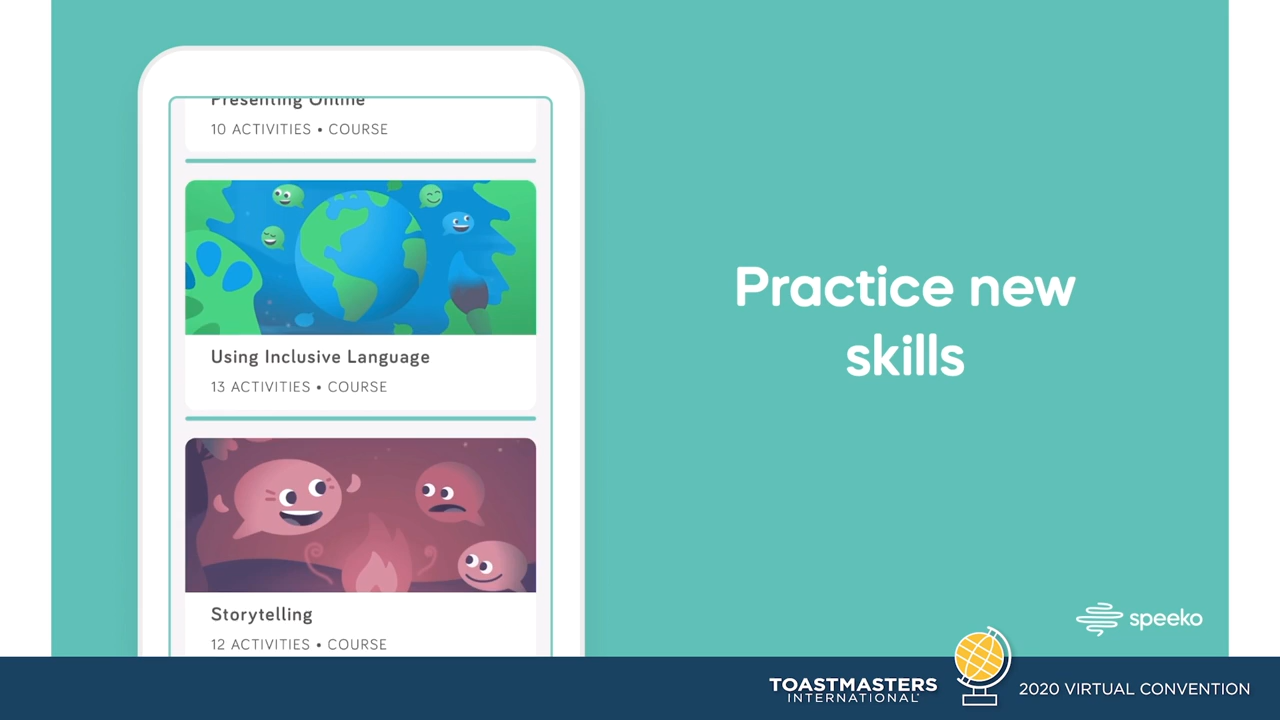 Presenting Online
10 ACTIVITIES • COURSE
Using Inclusive Language
13 ACTIVITIES • COURSE
Storytelling
12 ACTIVITIES • COURSE
Practice new
skills
speeko
TOASTMASTERS
INTERNATIONAL
2020 VIRTUAL CONVENTION